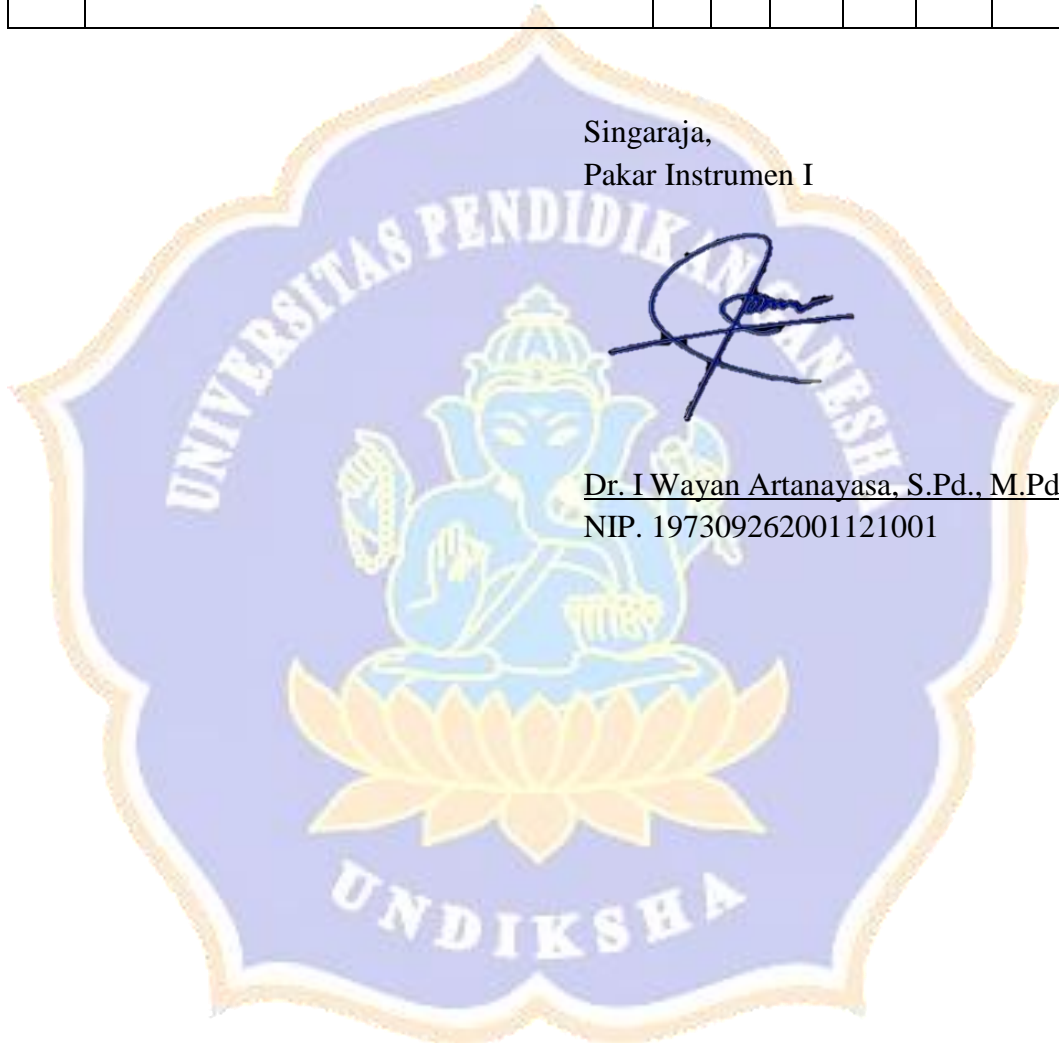 Singaraja,
Pakar Instrumen I
UNIVERSITAS PENDIDIKAN GANESHA
Dr. I Wayan Artanayasa, S.Pd., M.Pd
NIP. 197309262001121001
UNDIKSHA